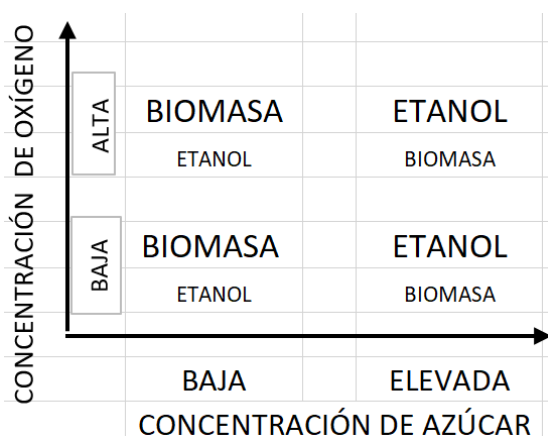 CONCENTRACIÓN DE OXÍGENO
ALTA
BIOMASA ETANOL
ETANOL BIOMASA
BAJA
BIOMASA ETANOL
ETANOL BIOMASA
BAJA ELEVADA
CONCENTRACIÓN DE AZÚCAR